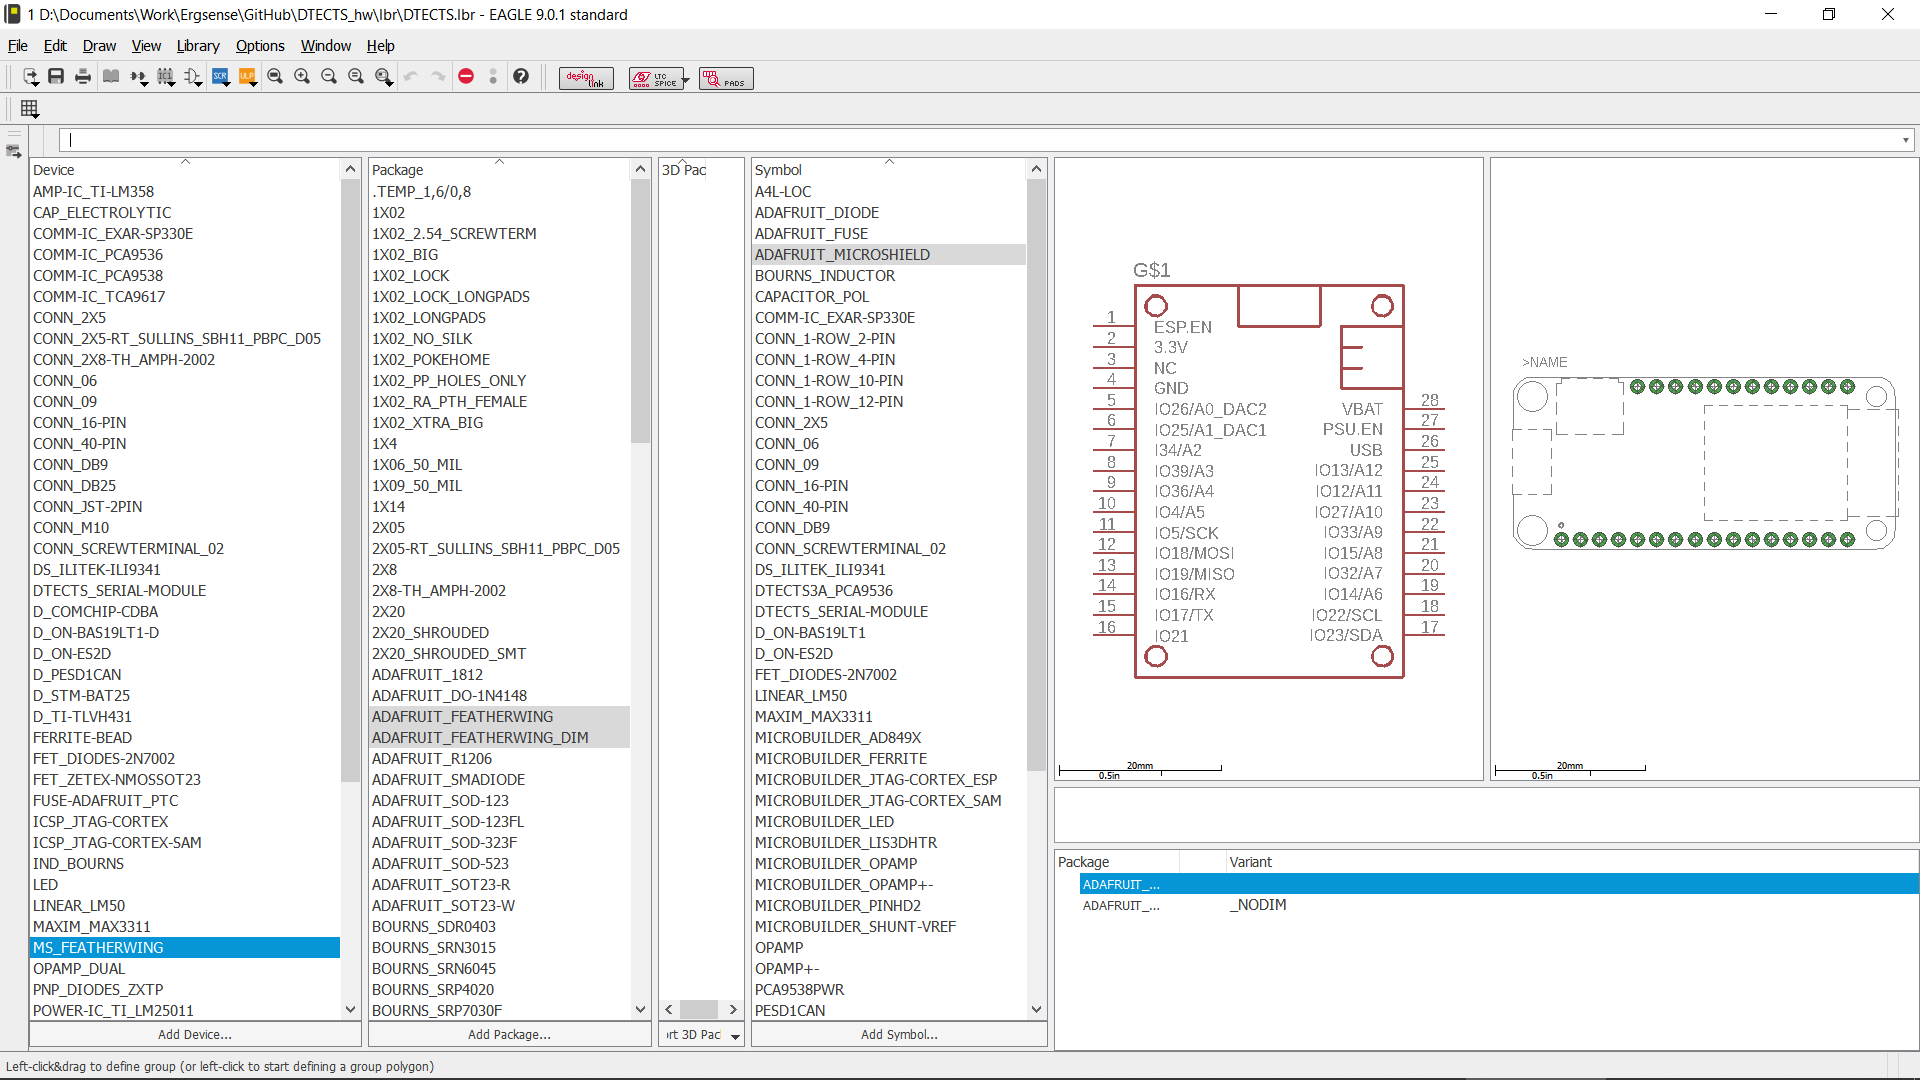 1 D:\Documents\Work\Ergsense\GitHub\DTECTS_hw\lbr\DTECTS.lbr - EAGLE 9.0.1 standard
File Edit Draw View Library Options Window Help
IC1 SCR ULP design link LTC SPICE PADS
Device
AMP-IC_TI-LM358
CAP_ELECTROLYTIC
COMM-IC_EXAR-SP330E
COMM-IC_PCA9536
COMM-IC_PCA9538
COMM-IC_TCA9617
CONN_2X5
CONN_2X5-RT_SULLINS_SBH11_PBPC_D05
CONN_2X8-TH_AMPH-2002
CONN_06
CONN_09
CONN_16-PIN
CONN_40-PIN
CONN_DB9
CONN_DB25
CONN_JST-2PIN
CONN_M10
CONN_SCREWTERMINAL_02
DS_ILITEK-ILI9341
DTECTS_SERIAL-MODULE
D_COMCHIP-CDBA
D_ON-BAS19LT1-D
D_ON-ES2D
D_PESD1CAN
D_STM-BAT25
D_TI-TLVH431
FERRITE-BEAD
FET_DIODES-2N7002
FET_ZETEX-NMOSSOT23
FUSE-ADAFRUIT_PTC
ICSP_JTAG-CORTEX
ICSP_JTAG-CORTEX-SAM
IND_BOURNS
LED
LINEAR_LM50
MAXIM_MAX3311
MS_FEATHERWING
OPAMP_DUAL
PNP_DIODES_ZXTP
POWER-IC_TI_LM25011
Add Device...
Package
.TEMP_1,6/0,8
1X02
1X02_2.54_SCREWTERM
1X02_BIG
1X02_LOCK
1X02_LOCK_LONGPADS
1X02_LONGPADS
1X02_NO_SILK
1X02_POKEHOME
1X02_PP_HOLES_ONLY
1X02_RA_PTH_FEMALE
1X02_XTRA_BIG
1X4
1X06_50_MIL
1X09_50_MIL
1X14
2X05
2X05-RT_SULLINS_SBH11_PBPC_D05
2X8
2X8-TH_AMPH-2002
2X20
2X20_SHROUDED
2X20_SHROUDED_SMT
ADAFRUIT_1812
ADAFRUIT_DO-1N4148
ADAFRUIT_FEATHERWING
ADAFRUIT_FEATHERWING_DIM
ADAFRUIT_R1206
ADAFRUIT_SMADIODE
ADAFRUIT_SOD-123
ADAFRUIT_SOD-123FL
ADAFRUIT_SOD-323F
ADAFRUIT_SOD-523
ADAFRUIT_SOT23-R
ADAFRUIT_SOT23-W
BOURNS_SDR0403
BOURNS_SRN3015
BOURNS_SRN6045
BOURNS_SRP4020
BOURNS_SRP7030F
Add Package...
3D Pac
rt 3D Pacl
Symbol
A4L-LOC
ADAFRUIT_DIODE
ADAFRUIT_FUSE
ADAFRUIT_MICROSHIELD
BOURNS_INDUCTOR
CAPACITOR_POL
COMM-IC_EXAR-SP330E
CONN_1-ROW_2-PIN
CONN_1-ROW_4-PIN
CONN_1-ROW_10-PIN
CONN_1-ROW_12-PIN
CONN_2X5
CONN_06
CONN_09
CONN_16-PIN
CONN_40-PIN
CONN_DB9
CONN_SCREWTERMINAL_02
DS_ILITEK_ILI9341
DTECTS3A_PCA9536
DTECTS_SERIAL-MODULE
D_ON-BAS19LT1
D_ON-ES2D
FET_DIODES-2N7002
LINEAR_LM50
MAXIM_MAX3311
MICROBUILDER_AD849X
MICROBUILDER_FERRITE
MICROBUILDER_JTAG-CORTEX_ESP
MICROBUILDER_JTAG-CORTEX_SAM
MICROBUILDER_LED
MICROBUILDER_LIS3DHTR
MICROBUILDER_OPAMP
MICROBUILDER_OPAMP+-
MICROBUILDER_PINHD2
MICROBUILDER_SHUNT-VREF
OPAMP
OPAMP+-
PCA9538PWR
PESD1CAN
Add Symbol...
G$1
1 ESP.EN
2 3.3V
3 NC
4 GND
5 IO26/A0_DAC2 VBAT 28
6 IO25/A1_DAC1 PSU.EN 27
7 I34/A2 USB 26
8 IO39/A3 IO13/A12 25
9 IO36/A4 IO12/A11 24
10 IO4/A5 IO27/A10 23
11 IO5/SCK IO33/A9 22
12 IO18/MOSI IO15/A8 21
13 IO19/MISO IO32/A7 20
14 IO16/RX IO14/A6 19
15 IO17/TX IO22/SCL 18
16 IO21 IO23/SDA 17
20mm
0.5in
>NAME
20mm
0.5in
Package Variant
ADAFRUIT_...
ADAFRUIT_... _NODIM
Left-click&drag to define group (or left-click to start defining a group polygon)